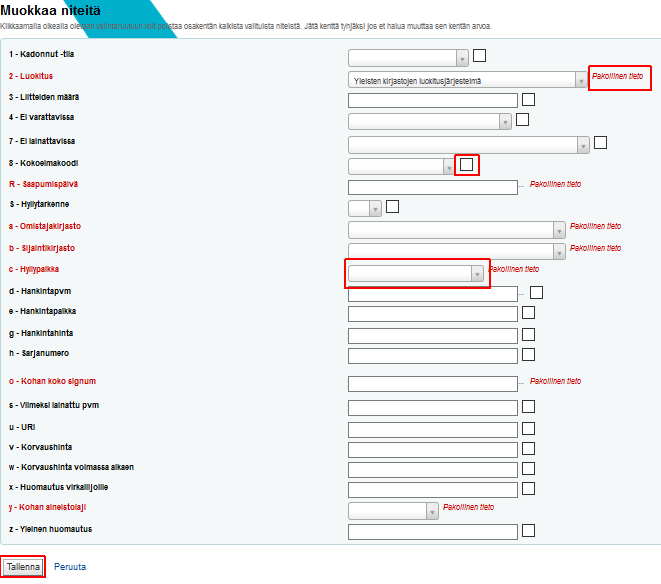 Muokkaa niteitä
Klikkaamalla oikealla olevaan valintaruutuun voit poistaa osakentän kaikista valituista niteistä. Jätä kenttä tyhjäksi jos et halua muuttaa sen kentän arvoa.
1 - Kadonnut -tila
2 - Luokitus Yleisten kirjastojen luokitusjärjestelmä Pakollinen tieto
3 - Liitteiden määrä
4 - Ei varattavissa
7 - Ei lainattavissa
8 - Kokoelmakoodi
R - Saapumispäivä ... Pakollinen tieto
S - Hyllytarkenne
a - Omistajakirjasto Pakollinen tieto
b - Sijaintikirjasto Pakollinen tieto
c - Hyllypaikka Pakollinen tieto
d - Hankintapvm ...
e - Hankintapaikka
g - Hankintahinta
h - Sarjanumero
o - Kohan koko signum ... Pakollinen tieto
s - Viimeksi lainattu pvm
u - URI
v - Korvaushinta
w - Korvaushinta voimassa alkaen
x - Huomautus virkailijoille
y - Kohan aineistolaji Pakollinen tieto
z - Yleinen huomautus
Tallenna Peruuta